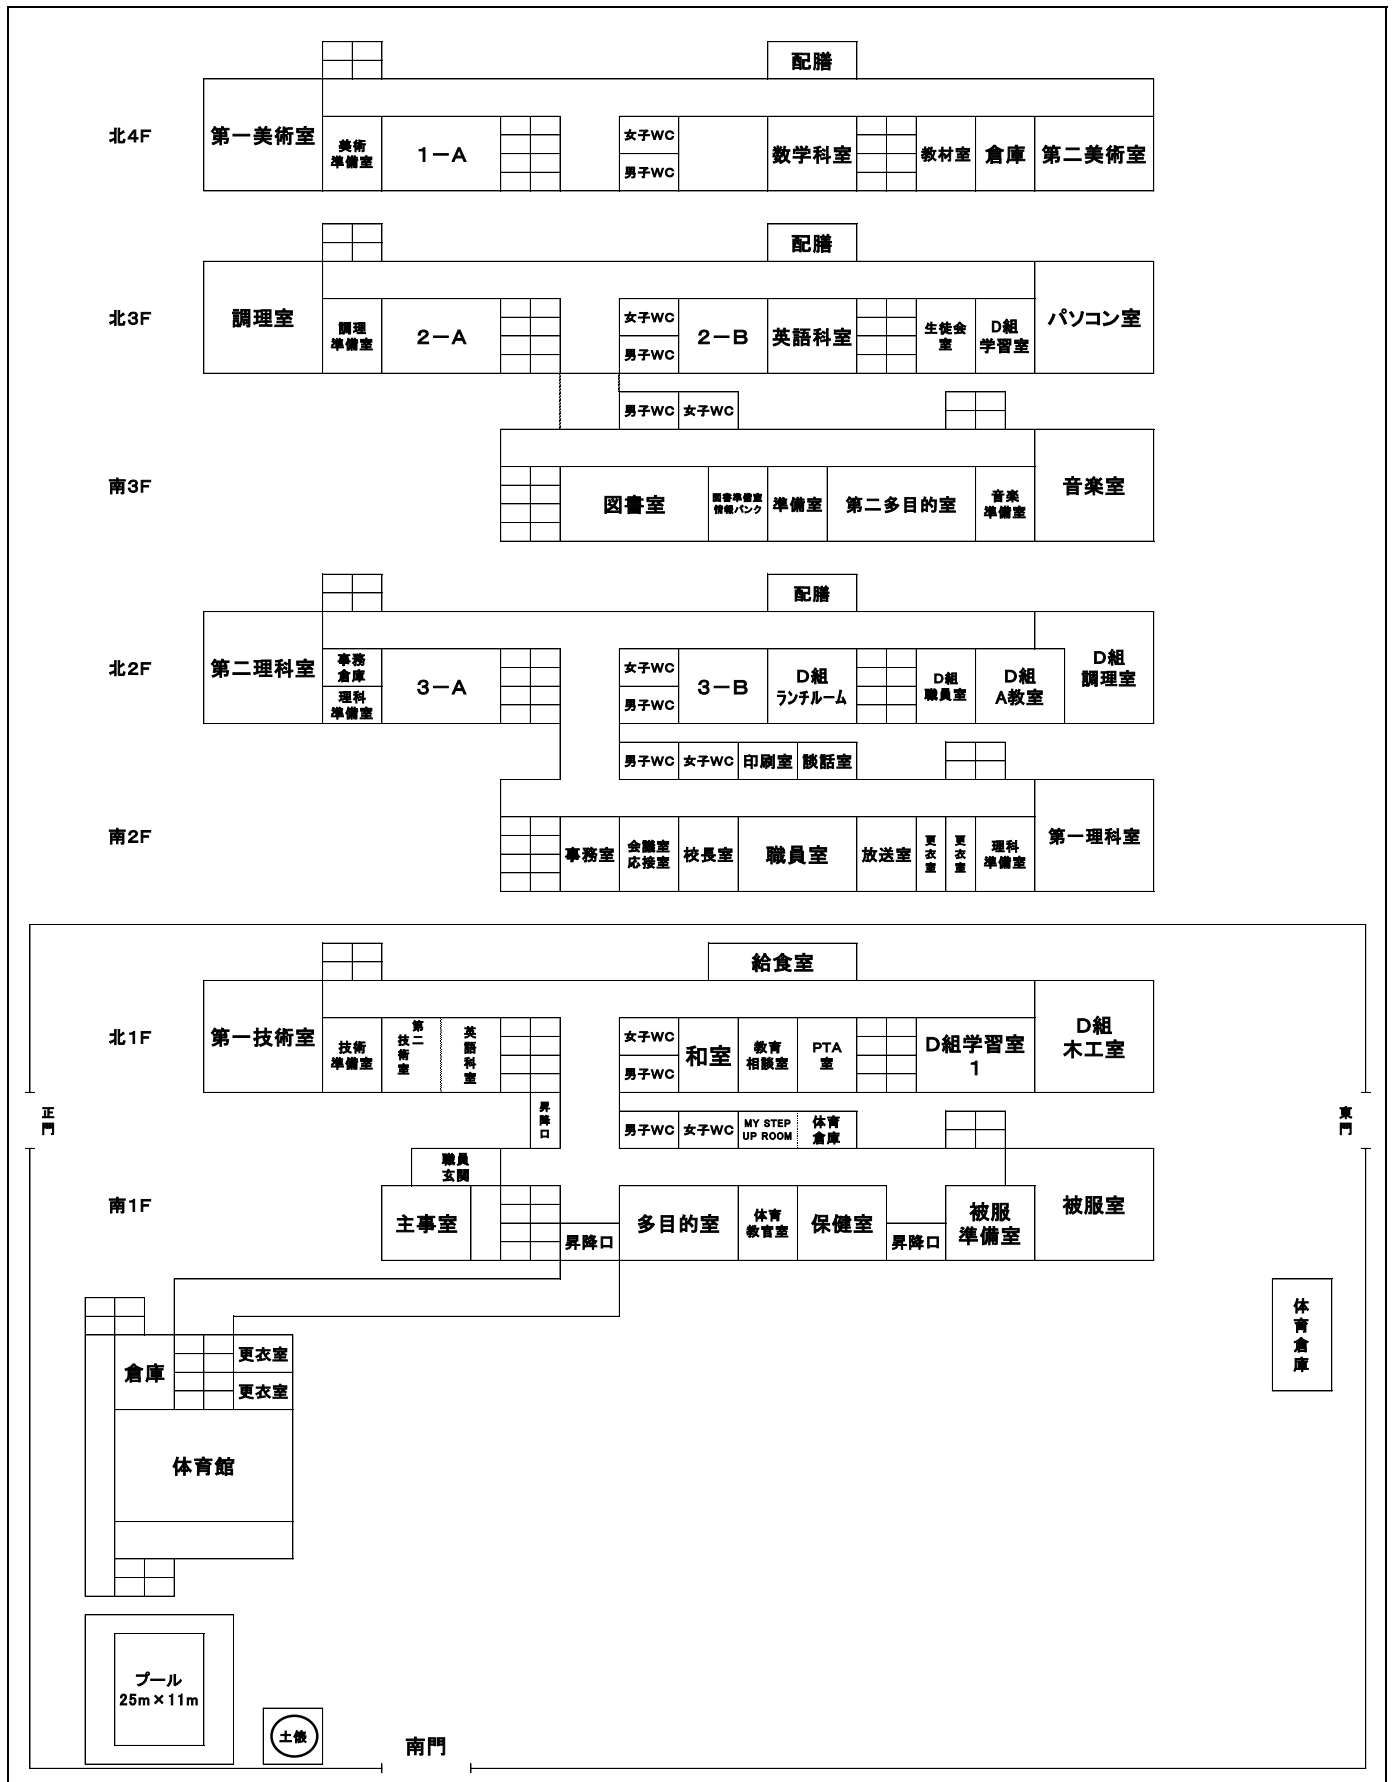 配膳
北4F
第一美術室
美術
準備室
1－A
女子WC
男子WC
数学科室
教材室
倉庫
第二美術室
配膳
北3F
調理室
調理
準備室
2－A
女子WC
男子WC
2－B
英語科室
生徒会
室
D組
学習室
パソコン室
男子WC
女子WC
南3F
図書室
図書準備室
情報バンク
準備室
第二多目的室
音楽
準備室
音楽室
配膳
北2F
第二理科室
事務
倉庫
理科
準備室
3－A
女子WC
男子WC
3－B
D組
ランチルーム
D組
職員室
D組
A教室
D組
調理室
男子WC
女子WC
印刷室
談話室
南2F
事務室
会議室
応接室
校長室
職員室
放送室
更衣室
更衣室
理科
準備室
第一理科室
給食室
北1F
第一技術室
技術
準備室
第二
技術室
英語科室
女子WC
男子WC
和室
教育
相談室
PTA
室
D組学習室
1
D組
木工室
正門
昇降口
男子WC
女子WC
MY STEP
UP ROOM
体育
倉庫
東門
職員
玄関
南1F
主事室
昇降口
多目的室
体育
教官室
保健室
昇降口
被服
準備室
被服室
体育倉庫
倉庫
更衣室
更衣室
体育館
プール
25m×11m
土俵
南門